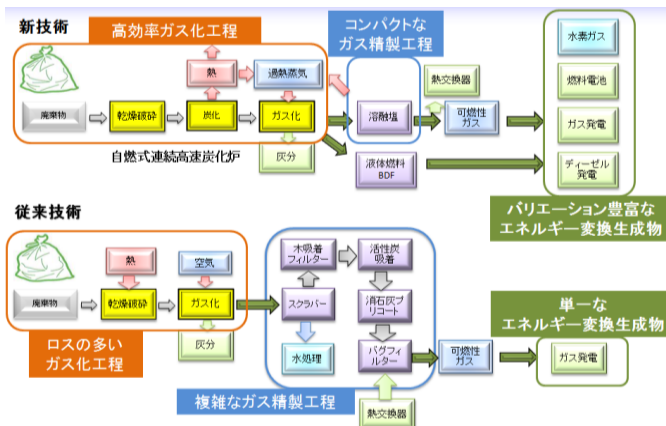 新技術
高効率ガス化工程
コンパクトな
ガス精製工程
熱
過熱蒸気
熱交換器
水素ガス
廃棄物
乾燥破砕
炭化
ガス化
溶融塩
可燃性
ガス
燃料電池
ガス発電
自燃式連続高速炭化炉
灰分
液体燃料
BDF
ディーゼル
発電
バリエーション豊富な
エネルギー変換生成物
従来技術
熱
空気
木吸着
フィルター
活性炭
吸着
廃棄物
乾燥破砕
ガス化
スクラバー
消石灰プ
リコート
単一な
エネルギー変換生成物
ロスの多い
ガス化工程
灰分
水処理
バグフィ
ルター
可燃性
ガス
ガス発電
複雑なガス精製工程
熱交換器